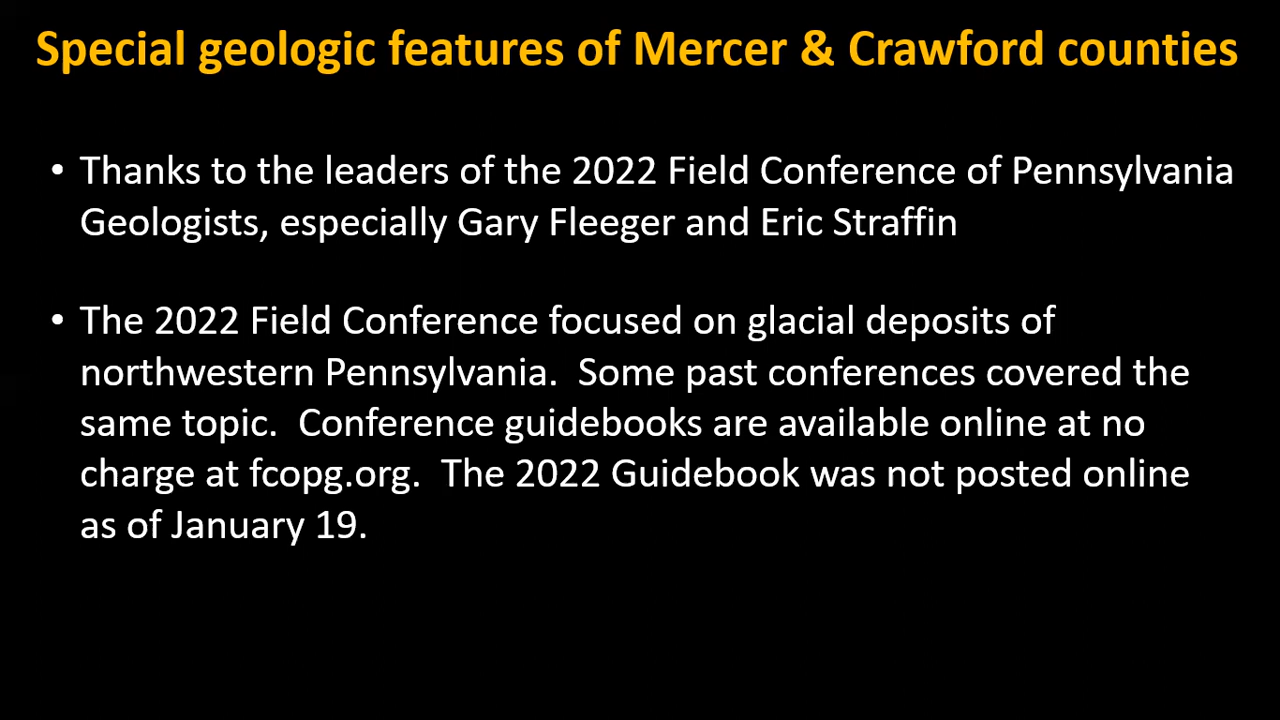 Special geologic features of Mercer & Crawford counties
• Thanks to the leaders of the 2022 Field Conference of Pennsylvania
Geologists, especially Gary Fleeger and Eric Straffin
• The 2022 Field Conference focused on glacial deposits of
northwestern Pennsylvania.  Some past conferences covered the
same topic.  Conference guidebooks are available online at no
charge at fcopg.org.  The 2022 Guidebook was not posted online
as of January 19.